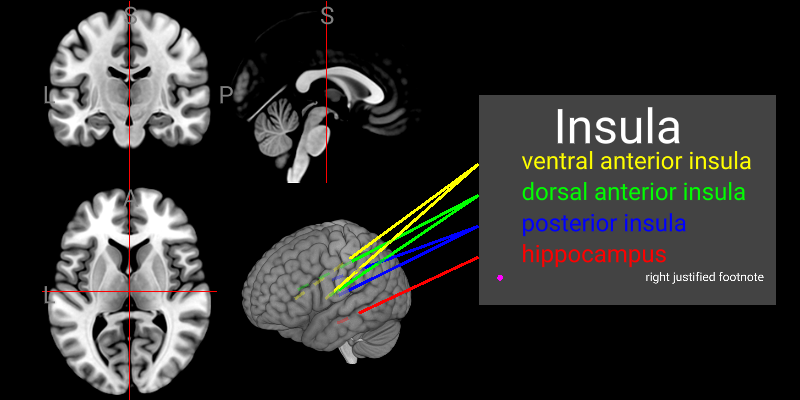 S
S
L
P
A
L
Insula
ventral anterior insula
dorsal anterior insula
posterior insula
hippocampus
right justified footnote